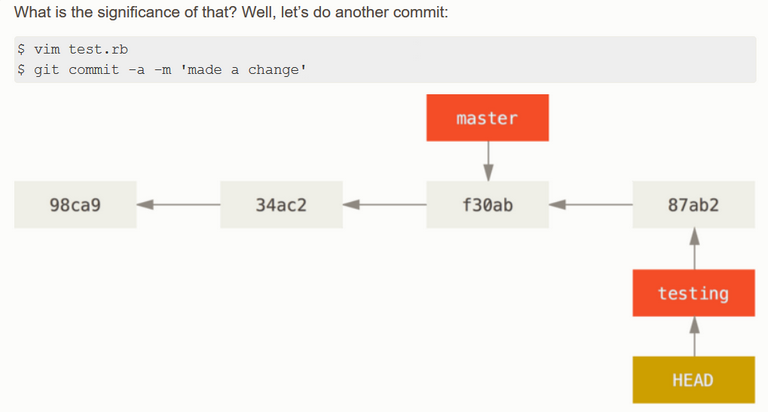 What is the significance of that? Well, let’s do another commit:
$ vim test.rb
$ git commit -a -m 'made a change'
master
98ca9 34ac2 f30ab 87ab2
testing
HEAD